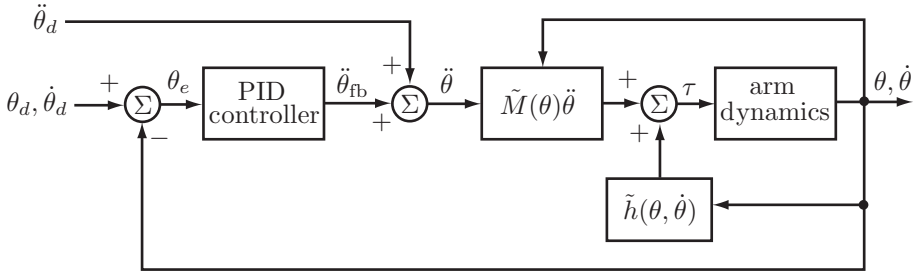 θ̈_d
θ_d, θ̇_d
+
Σ
−
θ_e
PID
controller
θ̈_fb
+
+
Σ
θ̈
M̃(θ)θ̈
+
+
Σ
τ
arm
dynamics
θ, θ̇
h̃(θ, θ̇)